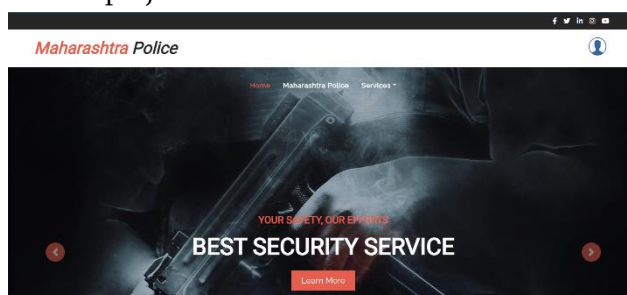 Maharashtra Police
Home Maharashtra Police Services
YOUR SAFETY, OUR EFFORTS
BEST SECURITY SERVICE
Learn More